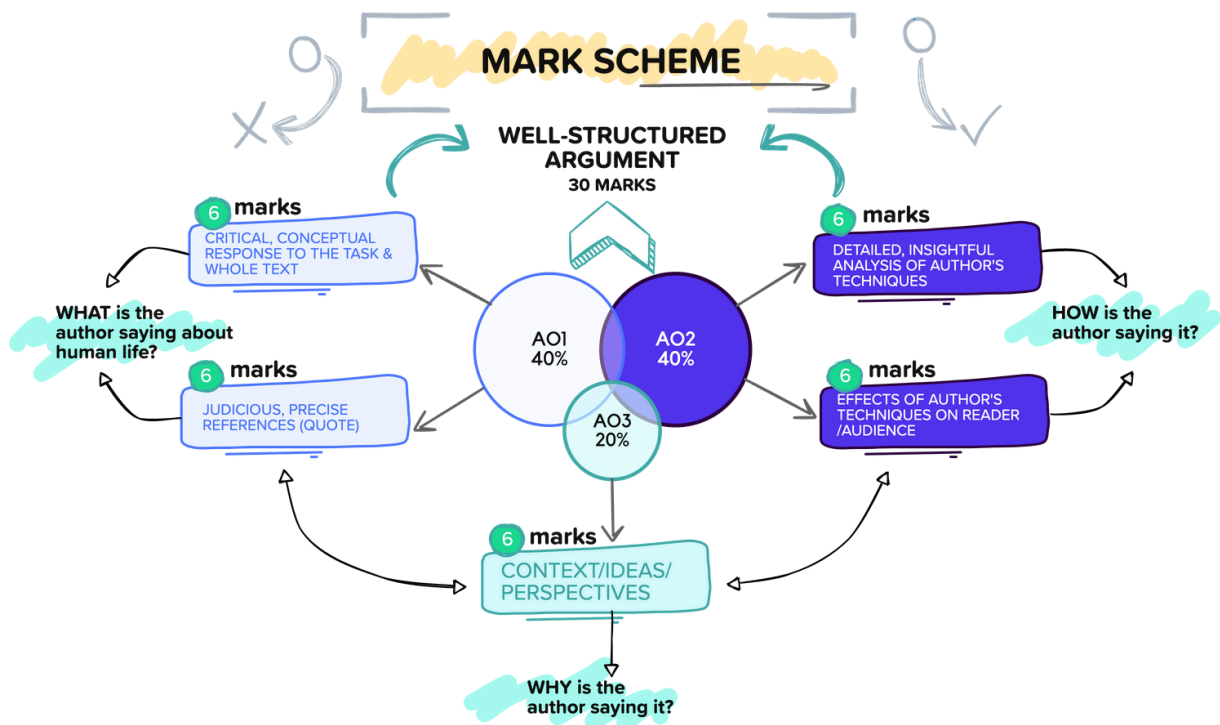 MARK SCHEME
WELL-STRUCTURED
ARGUMENT
30 MARKS
6 marks
CRITICAL, CONCEPTUAL
RESPONSE TO THE TASK &
WHOLE TEXT
6 marks
DETAILED, INSIGHTFUL
ANALYSIS OF AUTHOR'S
TECHNIQUES
WHAT is the
author saying about
human life?
AO1
40%
AO2
40%
HOW is the
author saying it?
6 marks
JUDICIOUS, PRECISE
REFERENCES (QUOTE)
AO3
20%
6 marks
EFFECTS OF AUTHOR'S
TECHNIQUES ON READER
/AUDIENCE
6 marks
CONTEXT/IDEAS/
PERSPECTIVES
WHY is the
author saying it?